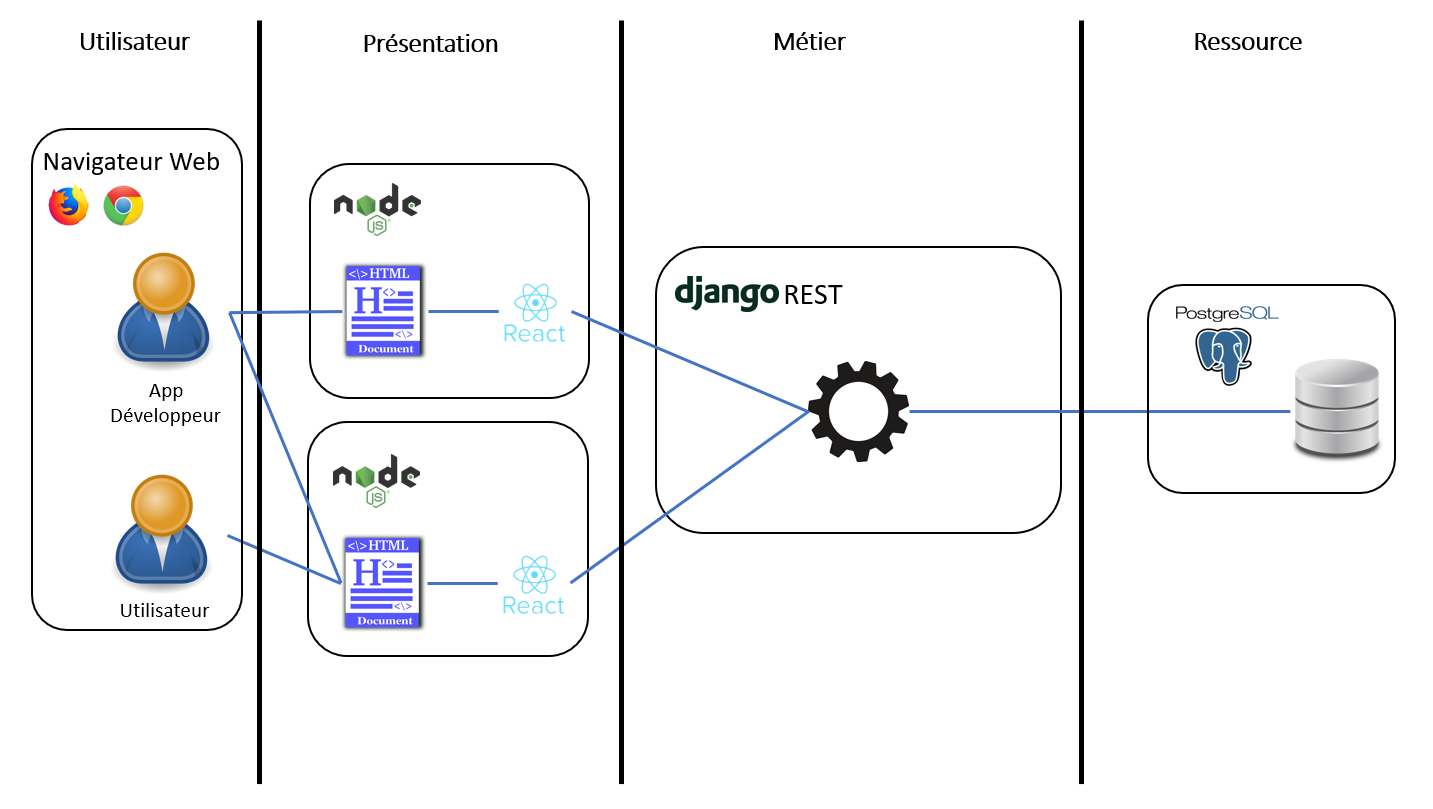 Utilisateur
Présentation
Métier
Ressource
Navigateur Web
App
Développeur
Utilisateur
node
JS
<\>HTML
H<>
<\>
Document
React
node
JS
<\>HTML
H<>
<\>
Document
React
django REST
PostgreSQL